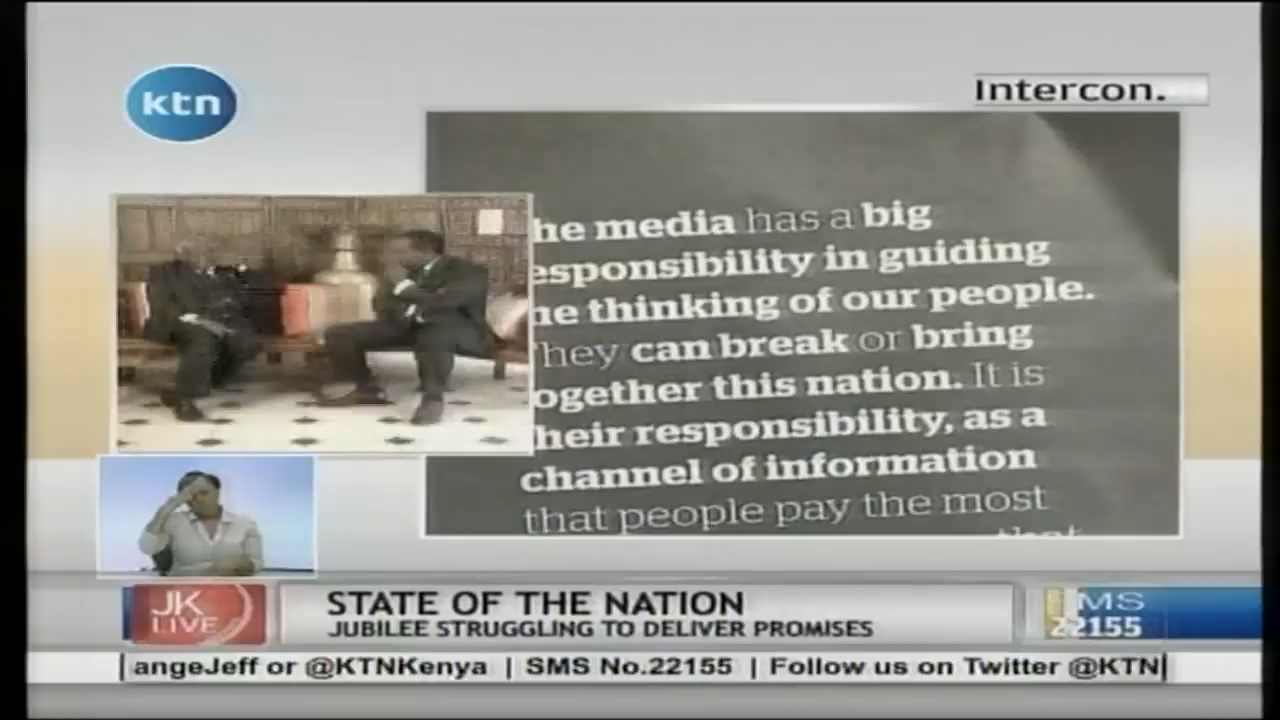 ktn
Intercon.
he media has a big
esponsibility in guiding
he thinking of our people.
hey can break or bring
ogether this nation. It is
heir responsibility, as a
channel of information
that people pay the most
that
JK
LIVE
STATE OF THE NATION
JUBILEE STRUGGLING TO DELIVER PROMISES
SMS
22155
angeJeff or @KTNKenya | SMS No.22155 | Follow us on Twitter @KTN